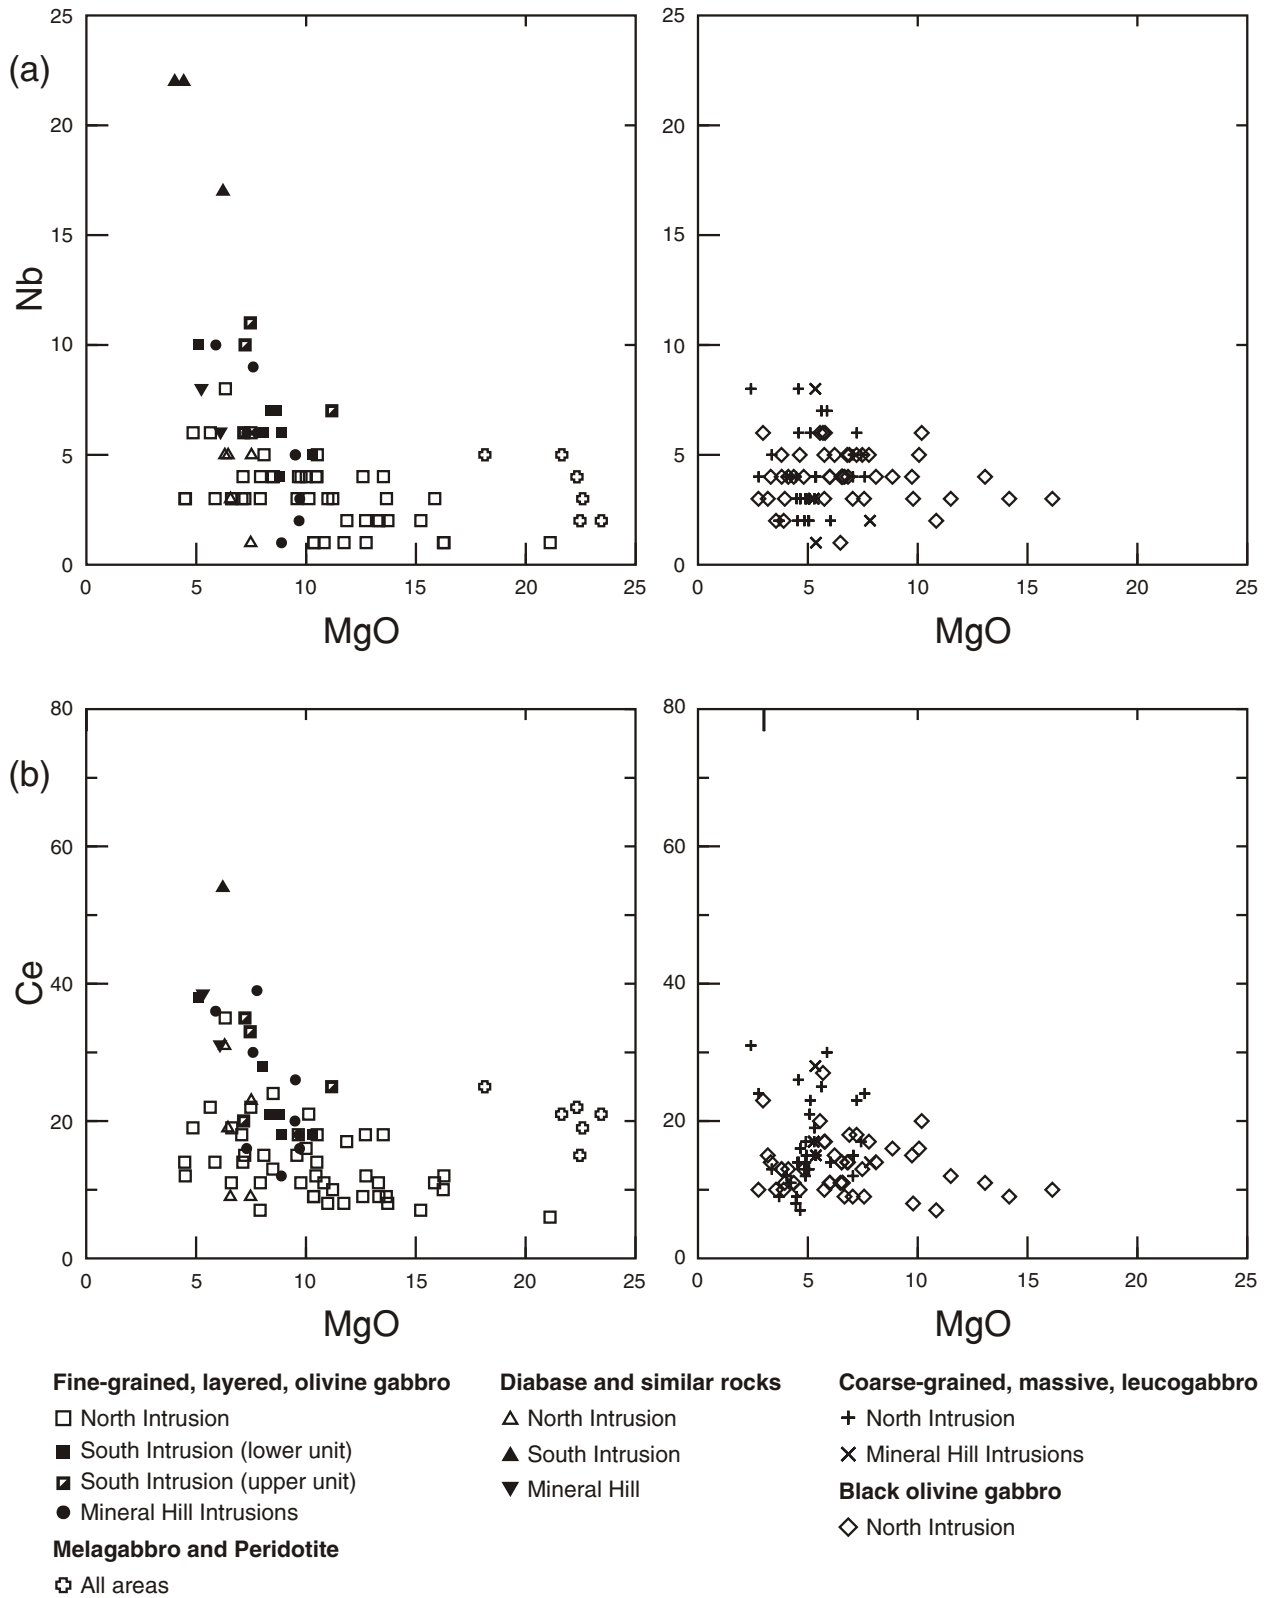 (a)
Nb
25
20
15
10
5
0
0 5 10 15 20 25
MgO
25
20
15
10
5
0
0 5 10 15 20 25
MgO
(b)
Ce
80
60
40
20
0
0 5 10 15 20 25
MgO
80
60
40
20
0
0 5 10 15 20 25
MgO
Fine-grained, layered, olivine gabbro
North Intrusion
South Intrusion (lower unit)
South Intrusion (upper unit)
Mineral Hill Intrusions
Melagabbro and Peridotite
All areas
Diabase and similar rocks
North Intrusion
South Intrusion
Mineral Hill
Coarse-grained, massive, leucogabbro
North Intrusion
Mineral Hill Intrusions
Black olivine gabbro
North Intrusion